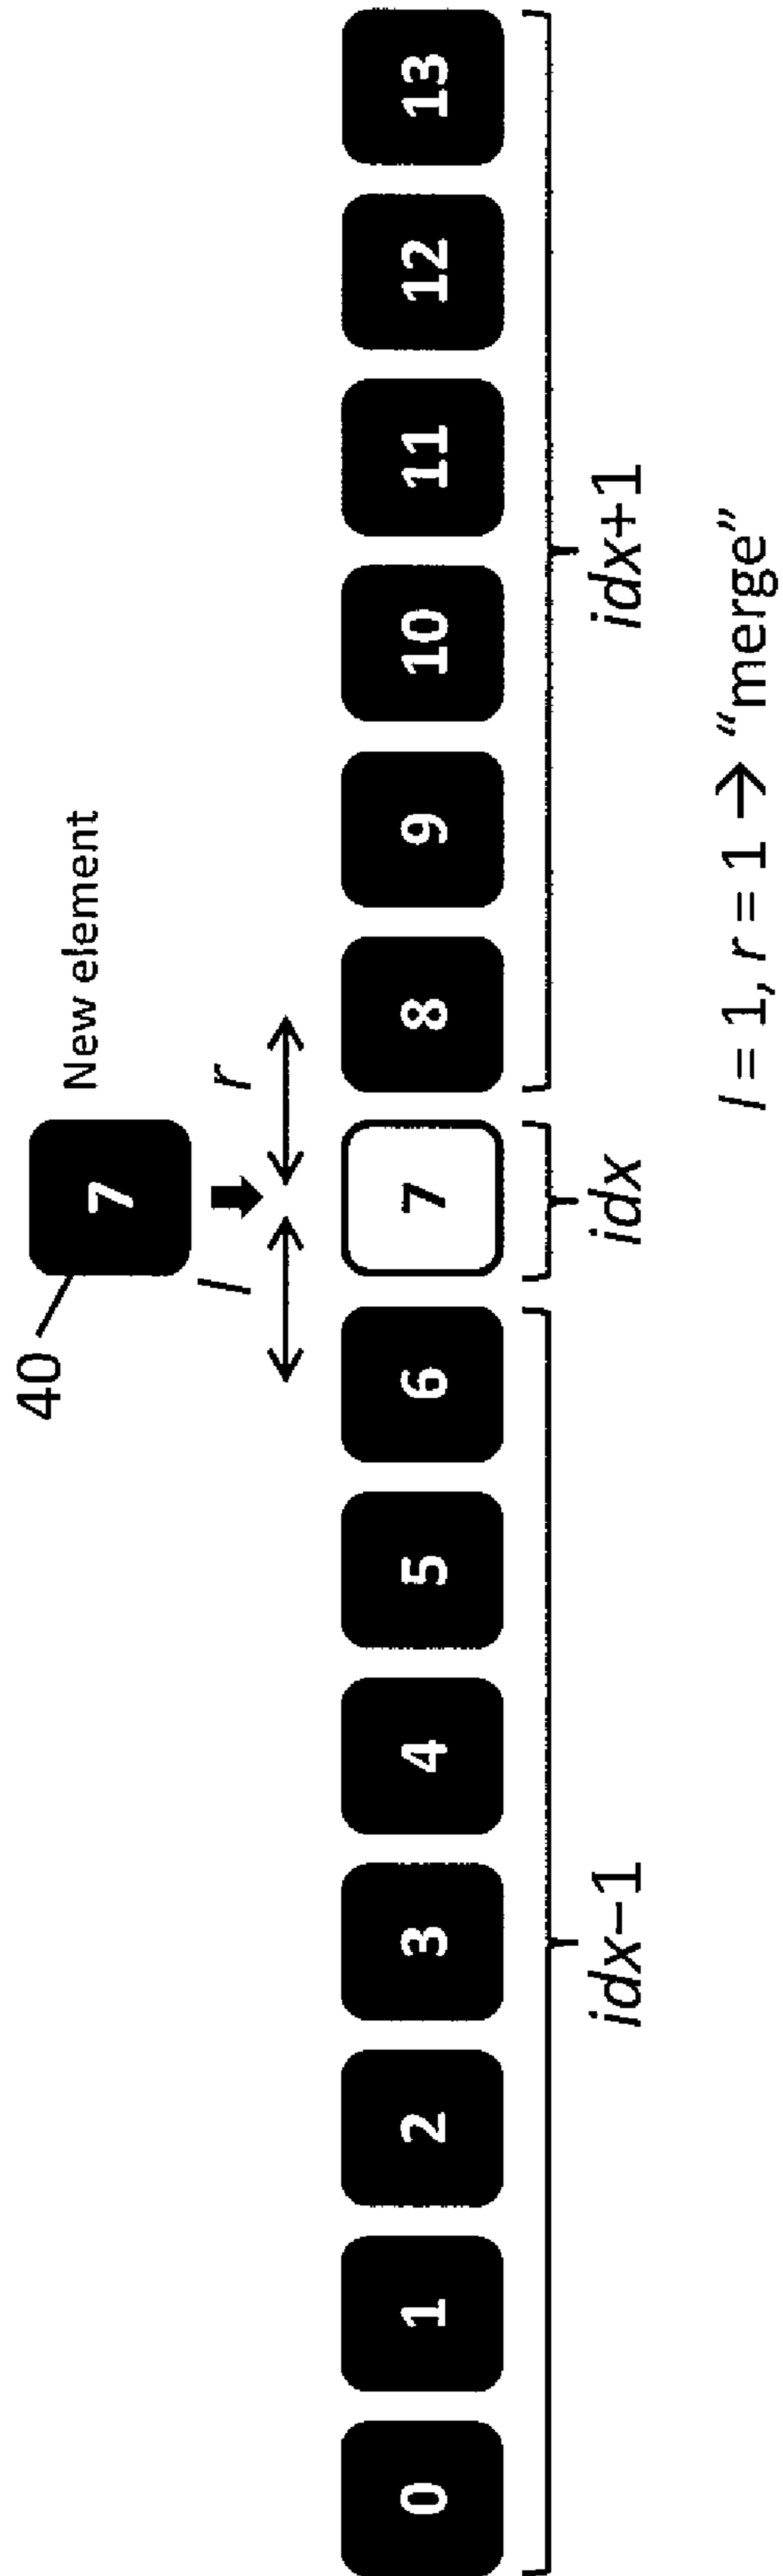 40
7
New element
l
r
0 1 2 3 4 5 6 7 8 9 10 11 12 13
idx−1
idx
idx+1
l = 1, r = 1 → “merge”